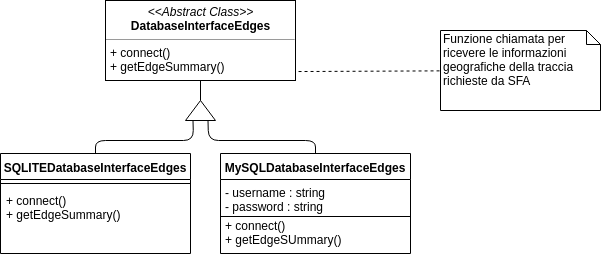 <<Abstract Class>>
DatabaseInterfaceEdges
+ connect()
+ getEdgeSummary()
Funzione chiamata per
ricevere le informazioni
geografiche della traccia
richieste da SFA
SQLITEDatabaseInterfaceEdges
+ connect()
+ getEdgeSummary()
MySQLDatabaseInterfaceEdges
- username : string
- password : string
+ connect()
+ getEdgeSUmmary()